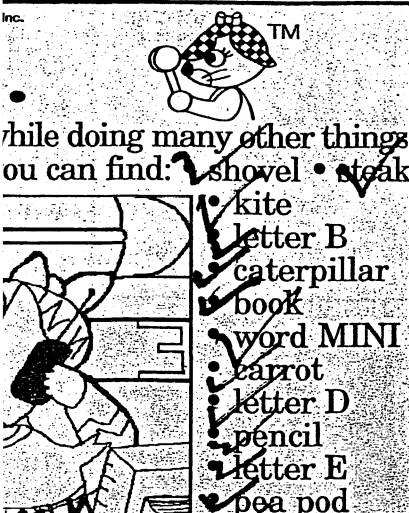 Inc.
TM
while doing many other things
ou can find: shovel • steak
• kite
• letter B
• caterpillar
• book
• word MINI
• carrot
• letter D
• pencil
• letter E
• pea pod
E